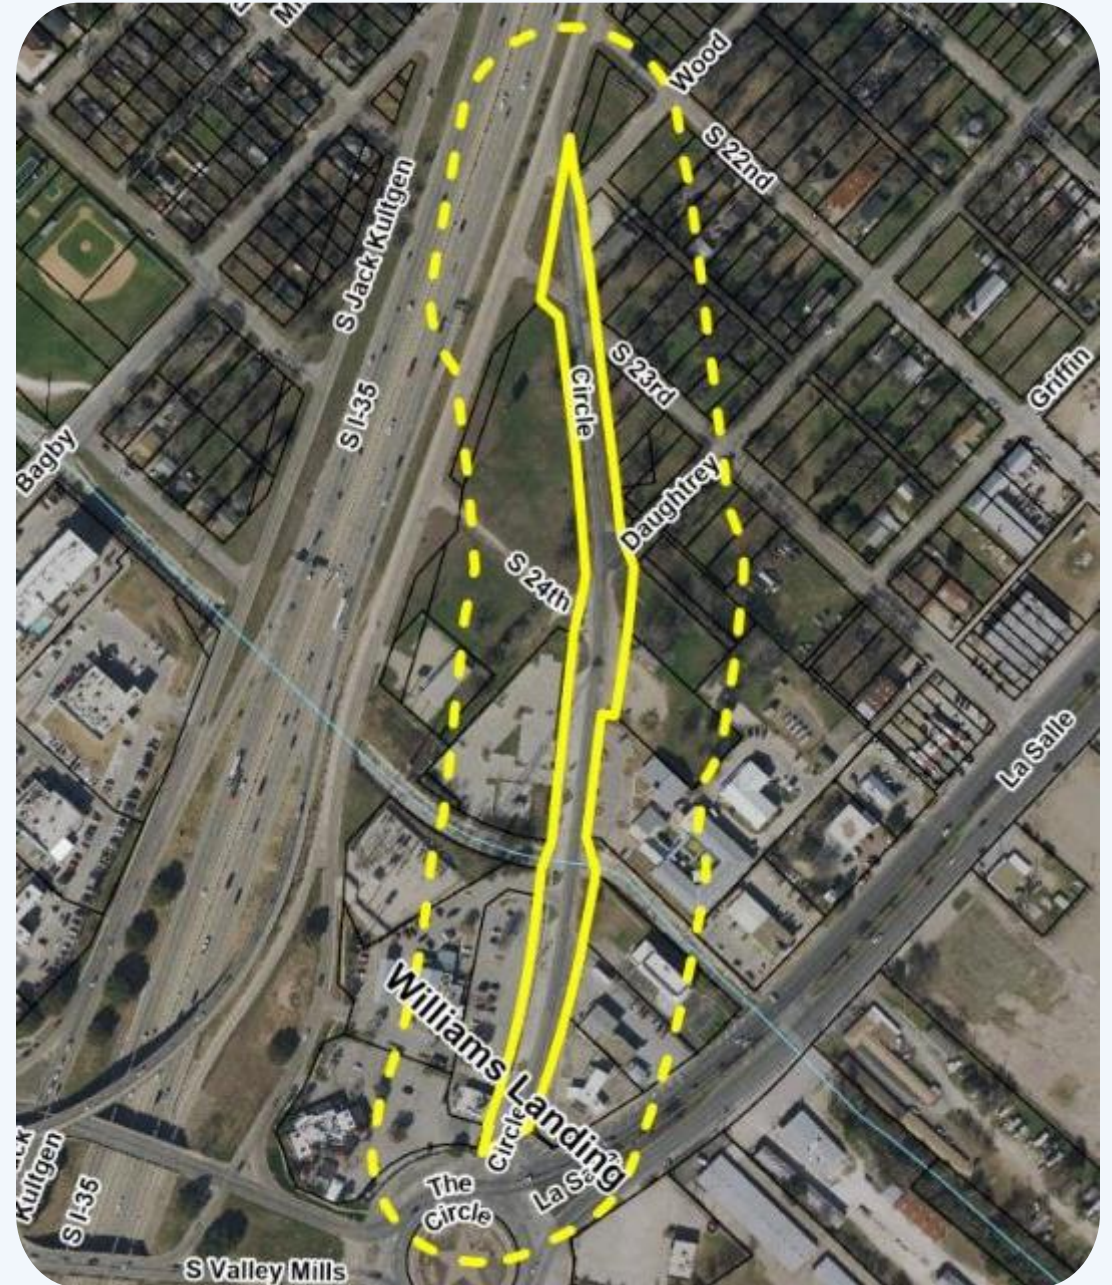 Wood
S 22nd
S Jack Kultgen
Griffin
S 23rd
Circle
S I-35
Bagby
Daughtrey
S 24th
La Salle
Williams Landing
Circle
La Sa
The
Circle
Kultgen
S I-35
S Valley Mills